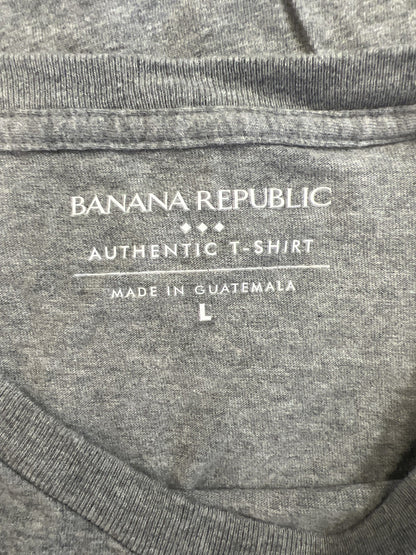 BANANA REPUBLIC
AUTHENTIC T-SHIRT
MADE IN GUATEMALA
L